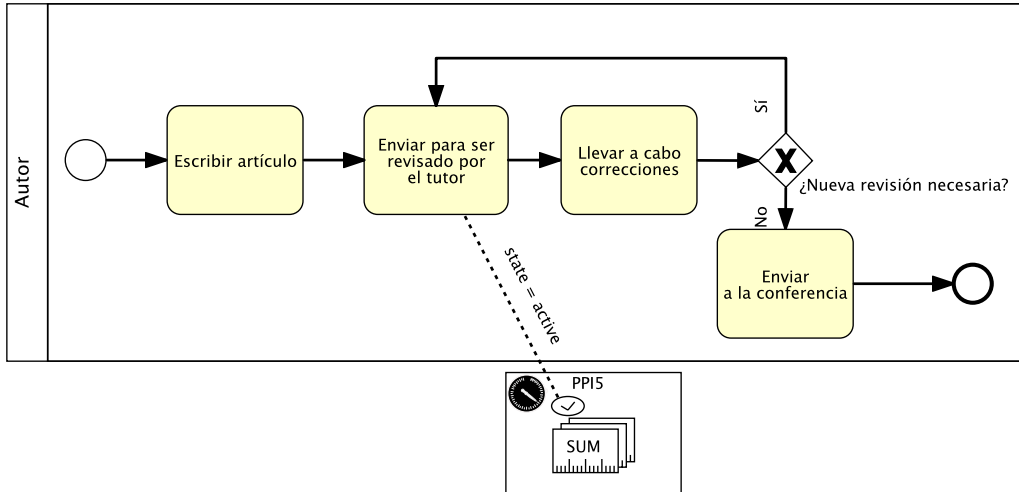 Autor
Escribir artículo
Enviar para ser
revisado por
el tutor
Llevar a cabo
correcciones
Sí
¿Nueva revisión necesaria?
No
Enviar
a la conferencia
state = active
PPI5
SUM